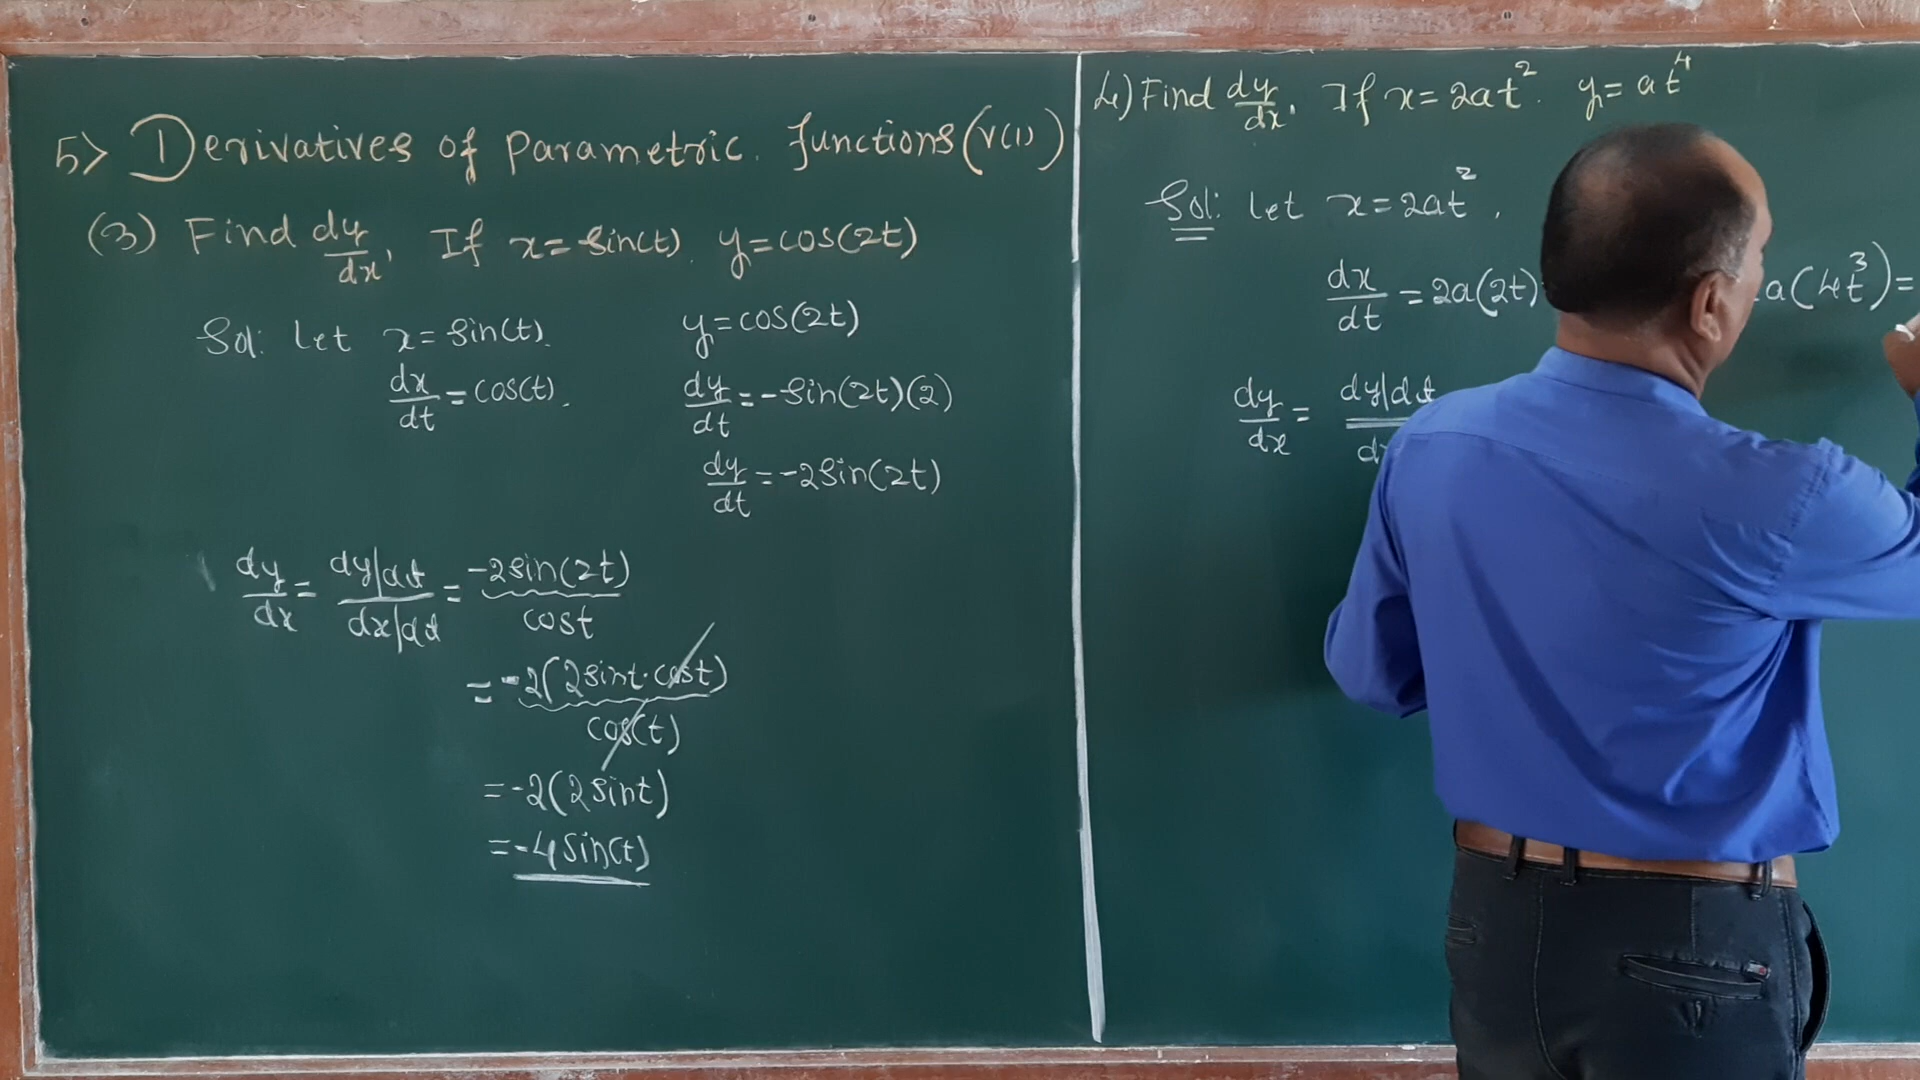 5> Derivatives of parametric functions (V(1)
(3) Find dy/dx, If x = sin(t). y = cos(2t)
Sol: Let x = sin(t). y = cos(2t)
dx/dt = cos(t). dy/dt = -sin(2t)(2)
dy/dt = -2sin(2t)
dy/dx = dy/dt / dx/dt = -2sin(2t) / cost
= -2(2sint·cost) / cos(t)
= -2(2sint)
= -4sin(t)
4) Find dy/dx, If x = 2at². y = at⁴
Sol: Let x = 2at².
dx/dt = 2a(2t) a(4t³) =
dy/dx = dy/dt